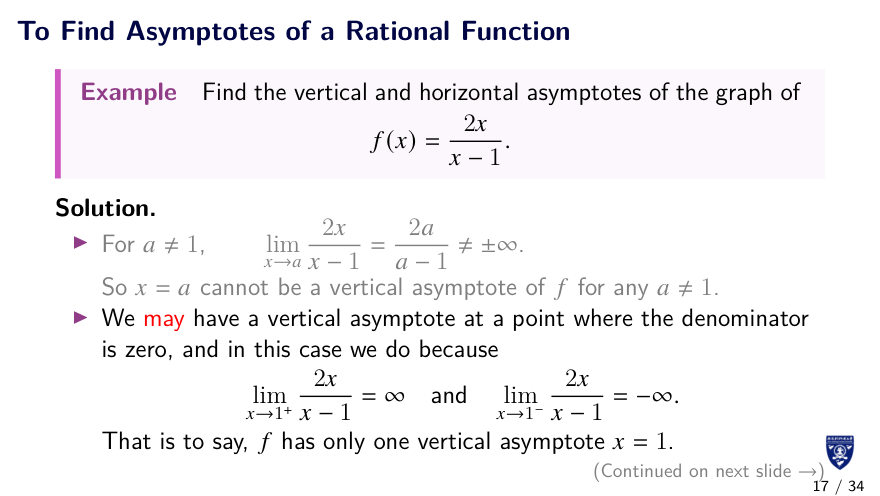 To Find Asymptotes of a Rational Function
Example Find the vertical and horizontal asymptotes of the graph of
f(x) = 2x / (x − 1).
Solution.
▶ For a ≠ 1, lim x→a 2x / (x − 1) = 2a / (a − 1) ≠ ±∞.
So x = a cannot be a vertical asymptote of f for any a ≠ 1.
▶ We may have a vertical asymptote at a point where the denominator
is zero, and in this case we do because
lim x→1⁺ 2x / (x − 1) = ∞ and lim x→1⁻ 2x / (x − 1) = −∞.
That is to say, f has only one vertical asymptote x = 1.
(Continued on next slide →)
17 / 34